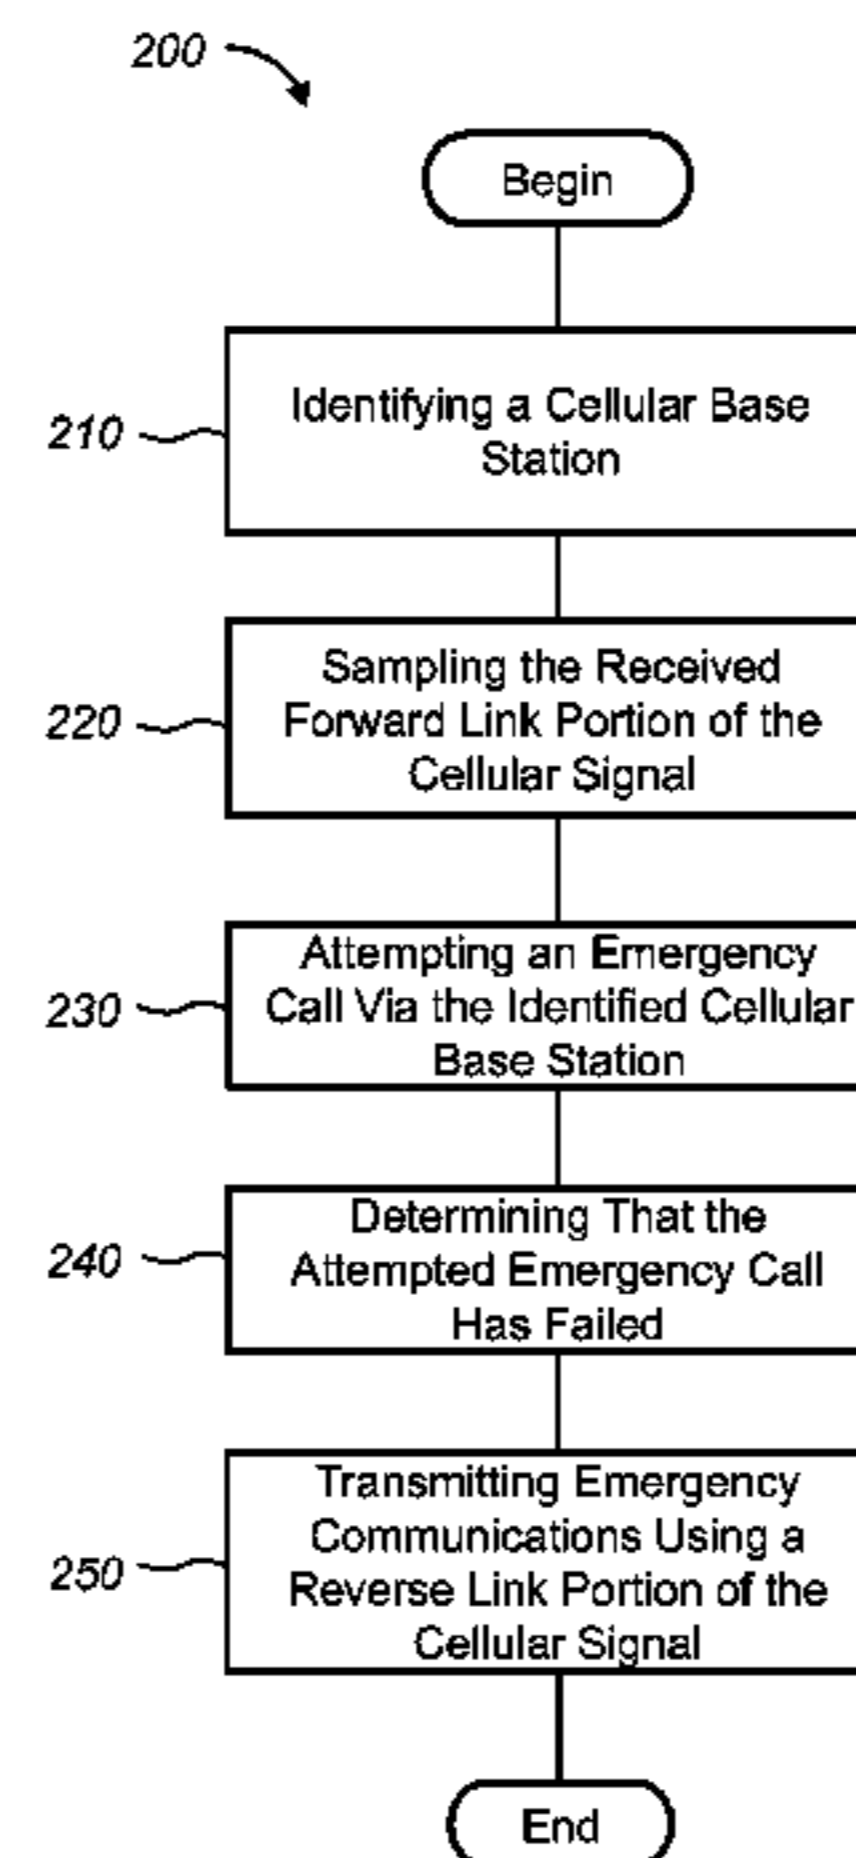 200
Begin
210
Identifying a Cellular Base
Station
220
Sampling the Received
Forward Link Portion of the
Cellular Signal
230
Attempting an Emergency
Call Via the Identified Cellular
Base Station
240
Determining That the
Attempted Emergency Call
Has Failed
250
Transmitting Emergency
Communications Using a
Reverse Link Portion of the
Cellular Signal
End